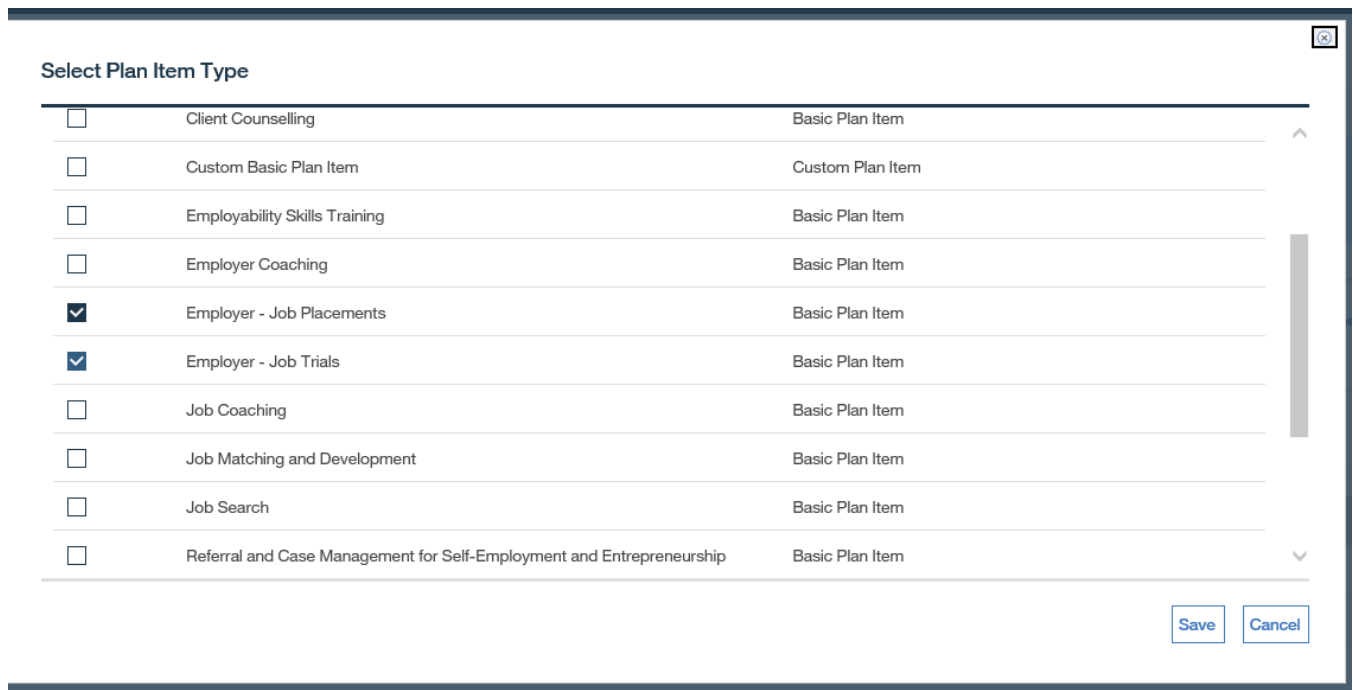 Select Plan Item Type
Client Counselling Basic Plan Item
Custom Basic Plan Item Custom Plan Item
Employability Skills Training Basic Plan Item
Employer Coaching Basic Plan Item
Employer - Job Placements Basic Plan Item
Employer - Job Trials Basic Plan Item
Job Coaching Basic Plan Item
Job Matching and Development Basic Plan Item
Job Search Basic Plan Item
Referral and Case Management for Self-Employment and Entrepreneurship Basic Plan Item
Save Cancel